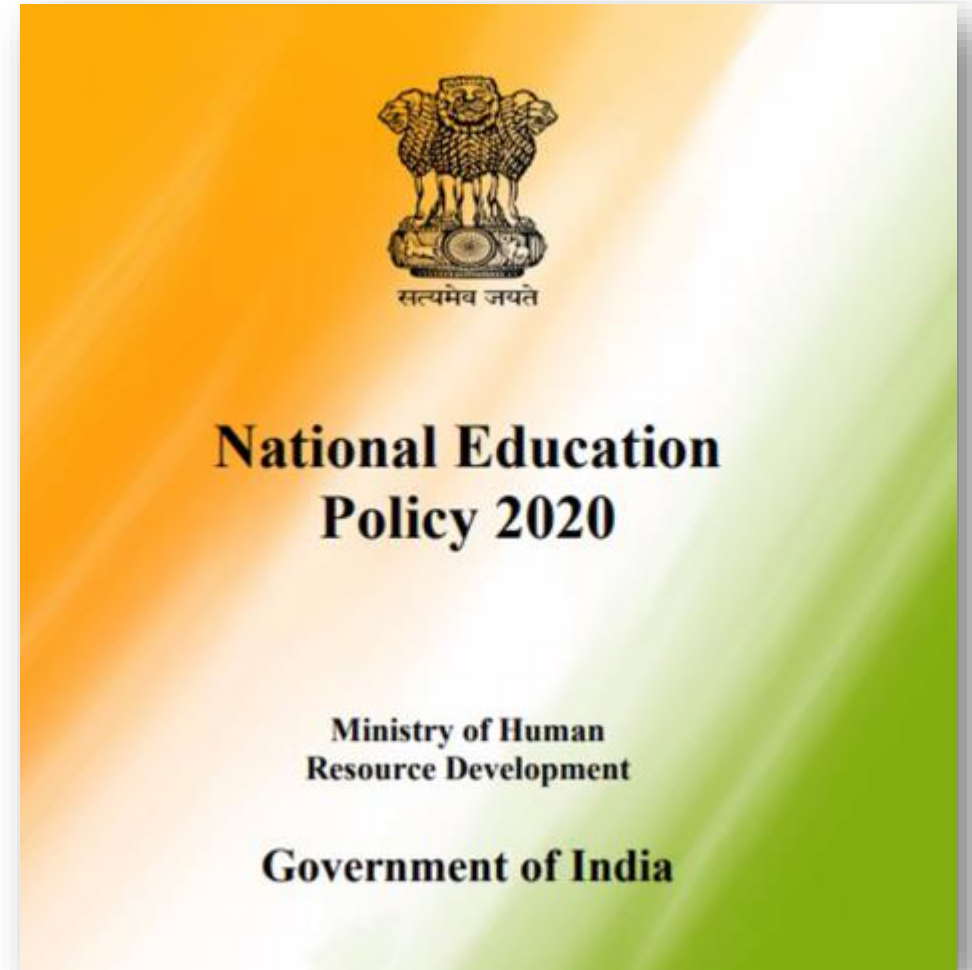 सत्यमेव जयते
National Education
Policy 2020
Ministry of Human
Resource Development
Government of India